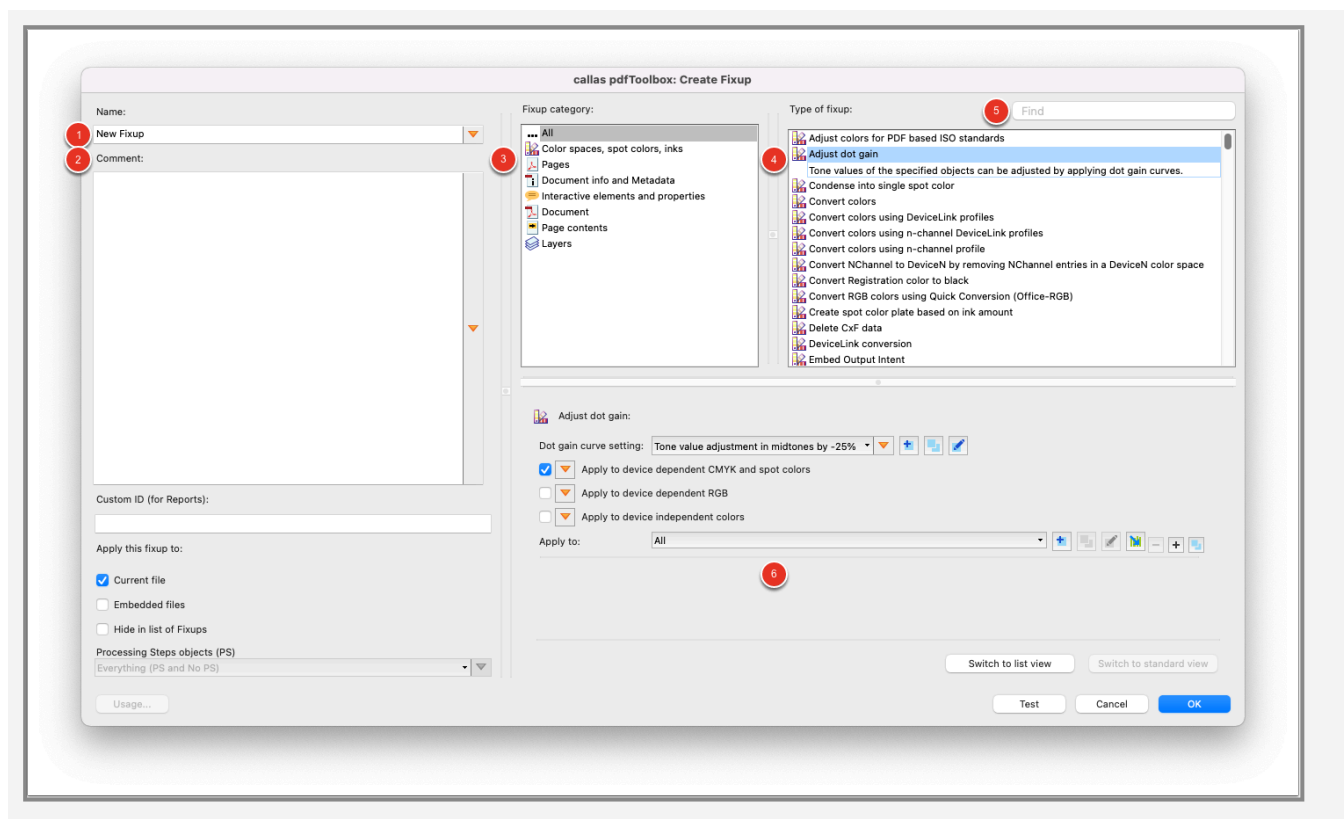 callas pdfToolbox: Create Fixup
Name:
1
New Fixup
2
Comment:
Custom ID (for Reports):
Apply this fixup to:
Current file
Embedded files
Hide in list of Fixups
Processing Steps objects (PS)
Everything (PS and No PS)
Usage...
Fixup category:
3
... All
Color spaces, spot colors, inks
Pages
Document info and Metadata
Interactive elements and properties
Document
Page contents
Layers
Type of fixup:
5
Find
4
Adjust colors for PDF based ISO standards
Adjust dot gain
Tone values of the specified objects can be adjusted by applying dot gain curves.
Condense into single spot color
Convert colors
Convert colors using DeviceLink profiles
Convert colors using n-channel DeviceLink profiles
Convert colors using n-channel profile
Convert NChannel to DeviceN by removing NChannel entries in a DeviceN color space
Convert Registration color to black
Convert RGB colors using Quick Conversion (Office-RGB)
Create spot color plate based on ink amount
Delete CxF data
DeviceLink conversion
Embed Output Intent
Adjust dot gain:
Dot gain curve setting: Tone value adjustment in midtones by -25%
Apply to device dependent CMYK and spot colors
Apply to device dependent RGB
Apply to device independent colors
Apply to: All
6
Switch to list view
Switch to standard view
Test
Cancel
OK